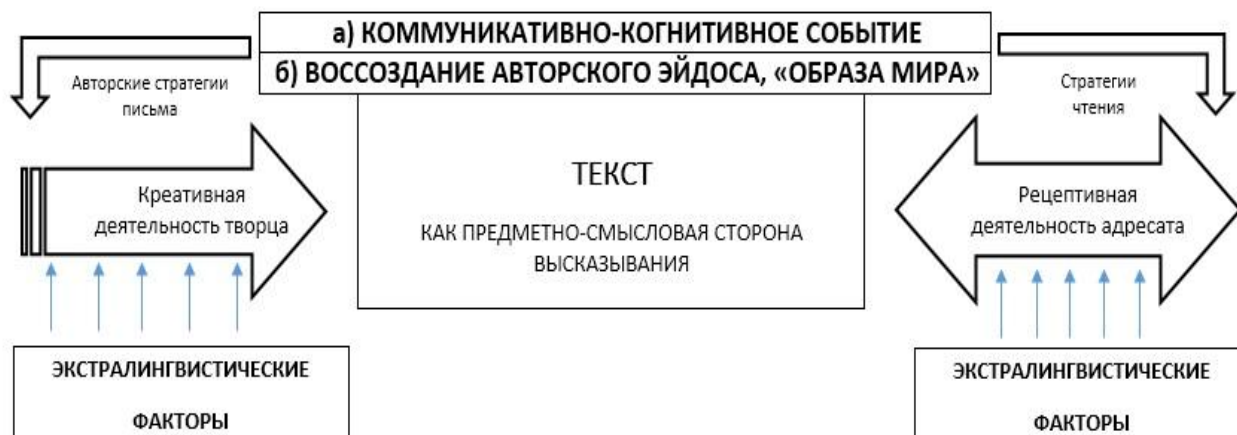 а) КОММУНИКАТИВНО-КОГНИТИВНОЕ СОБЫТИЕ
б) ВОССОЗДАНИЕ АВТОРСКОГО ЭЙДОСА, «ОБРАЗА МИРА»
Авторские стратегии
письма
Креативная
деятельность творца
ЭКСТРАЛИНГВИСТИЧЕСКИЕ
ФАКТОРЫ
ТЕКСТ
КАК ПРЕДМЕТНО-СМЫСЛОВАЯ СТОРОНА
ВЫСКАЗЫВАНИЯ
Стратегии
чтения
Рецептивная
деятельность адресата
ЭКСТРАЛИНГВИСТИЧЕСКИЕ
ФАКТОРЫ